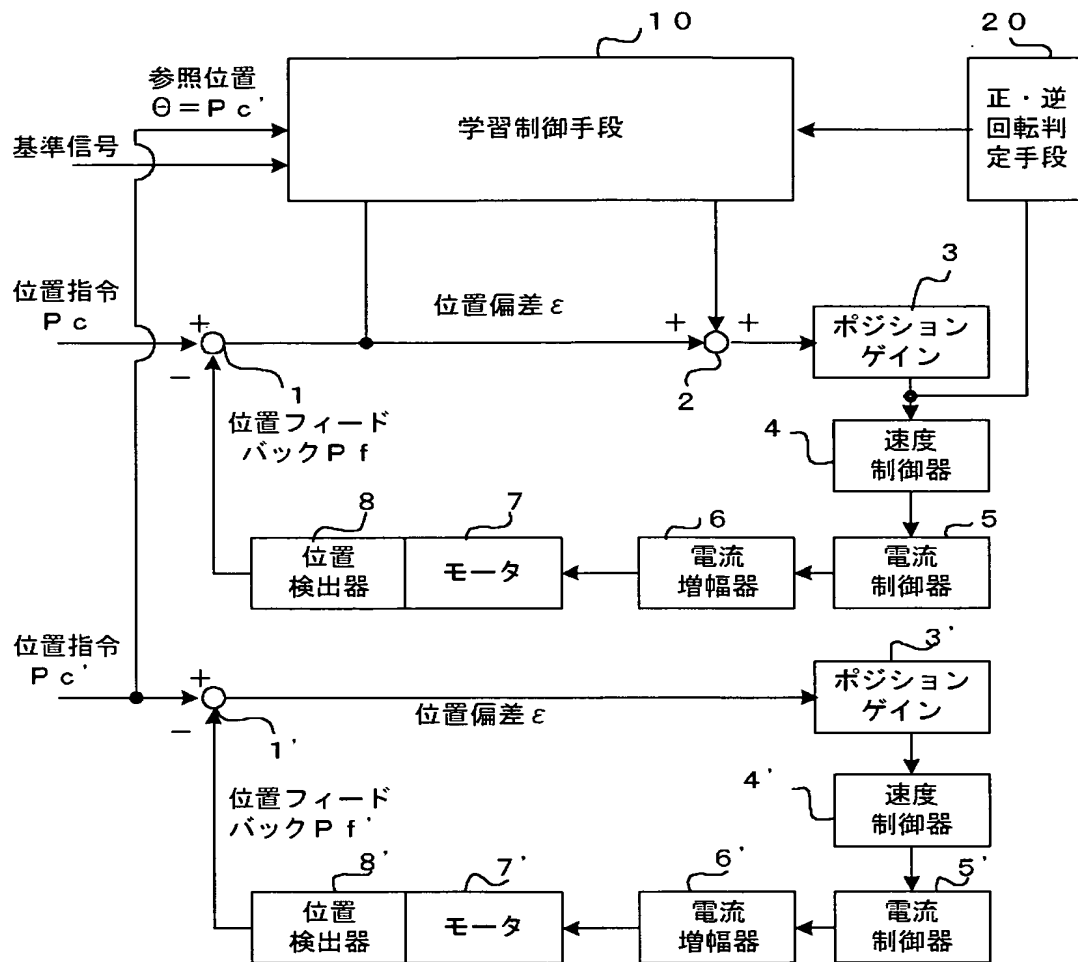 10
20
参照位置
Θ=Pc'
学習制御手段
正・逆
回転判
定手段
基準信号
位置指令
Pc
+
−
1
位置偏差ε
+
+
2
3
ポジション
ゲイン
位置フィード
バックPf
4
速度
制御器
8
位置
検出器
7
モータ
6
電流
増幅器
5
電流
制御器
位置指令
Pc'
+
−
1'
位置偏差ε
3'
ポジション
ゲイン
位置フィード
バックPf'
4'
速度
制御器
8'
位置
検出器
7'
モータ
6'
電流
増幅器
5'
電流
制御器